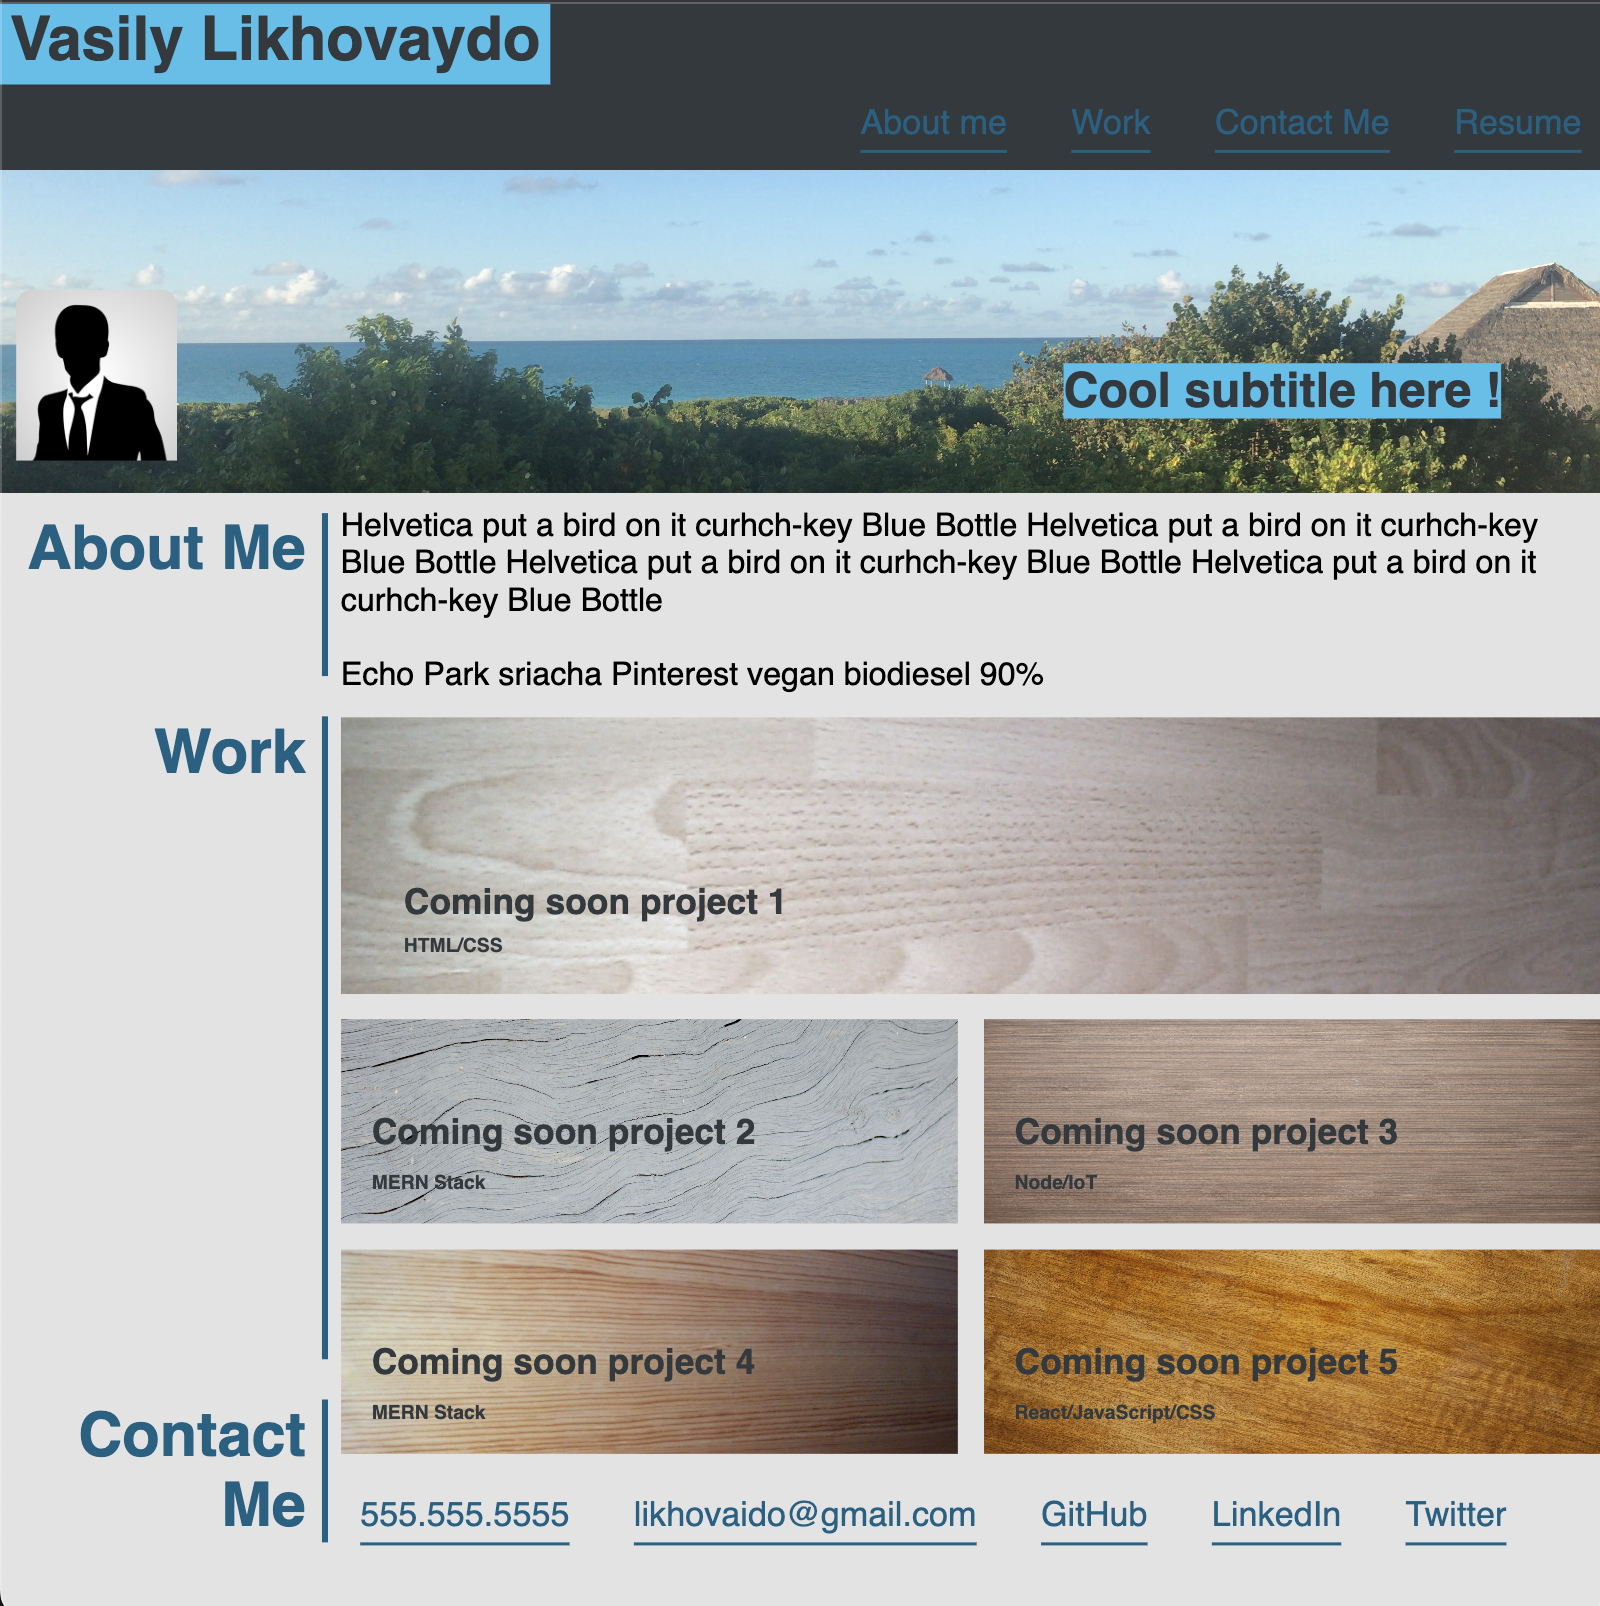 Vasily Likhovaydo
About me Work Contact Me Resume
Cool subtitle here !
About Me
Helvetica put a bird on it curhch-key Blue Bottle Helvetica put a bird on it curhch-key
Blue Bottle Helvetica put a bird on it curhch-key Blue Bottle Helvetica put a bird on it
curhch-key Blue Bottle
Echo Park sriacha Pinterest vegan biodiesel 90%
Work
Coming soon project 1
HTML/CSS
Coming soon project 2
MERN Stack
Coming soon project 3
Node/IoT
Coming soon project 4
MERN Stack
Coming soon project 5
React/JavaScript/CSS
Contact
Me
555.555.5555 likhovaido@gmail.com GitHub LinkedIn Twitter